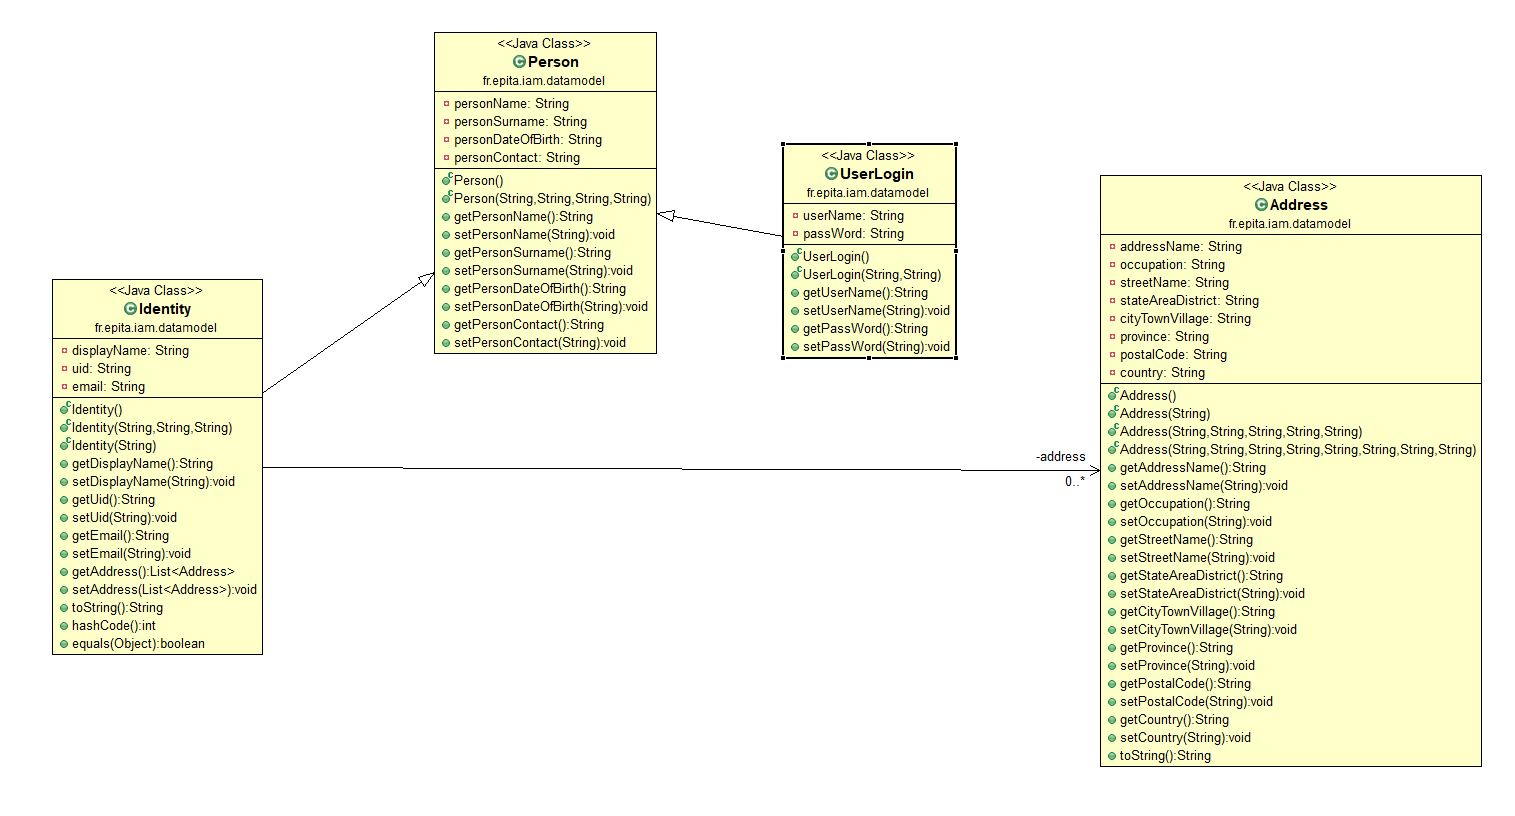 <<Java Class>>
Person
fr.epita.iam.datamodel
personName: String
personSurname: String
personDateOfBirth: String
personContact: String
Person()
Person(String,String,String,String)
getPersonName():String
setPersonName(String):void
getPersonSurname():String
setPersonSurname(String):void
getPersonDateOfBirth():String
setPersonDateOfBirth(String):void
getPersonContact():String
setPersonContact(String):void
<<Java Class>>
UserLogin
fr.epita.iam.datamodel
userName: String
passWord: String
UserLogin()
UserLogin(String,String)
getUserName():String
setUserName(String):void
getPassWord():String
setPassWord(String):void
<<Java Class>>
Identity
fr.epita.iam.datamodel
displayName: String
uid: String
email: String
Identity()
Identity(String,String,String)
Identity(String)
getDisplayName():String
setDisplayName(String):void
getUid():String
setUid(String):void
getEmail():String
setEmail(String):void
getAddress():List<Address>
setAddress(List<Address>):void
toString():String
hashCode():int
equals(Object):boolean
-address
0..*
<<Java Class>>
Address
fr.epita.iam.datamodel
addressName: String
occupation: String
streetName: String
stateAreaDistrict: String
cityTownVillage: String
province: String
postalCode: String
country: String
Address()
Address(String)
Address(String,String,String,String,String)
Address(String,String,String,String,String,String,String,String)
getAddressName():String
setAddressName(String):void
getOccupation():String
setOccupation(String):void
getStreetName():String
setStreetName(String):void
getStateAreaDistrict():String
setStateAreaDistrict(String):void
getCityTownVillage():String
setCityTownVillage(String):void
getProvince():String
setProvince(String):void
getPostalCode():String
setPostalCode(String):void
getCountry():String
setCountry(String):void
toString():String